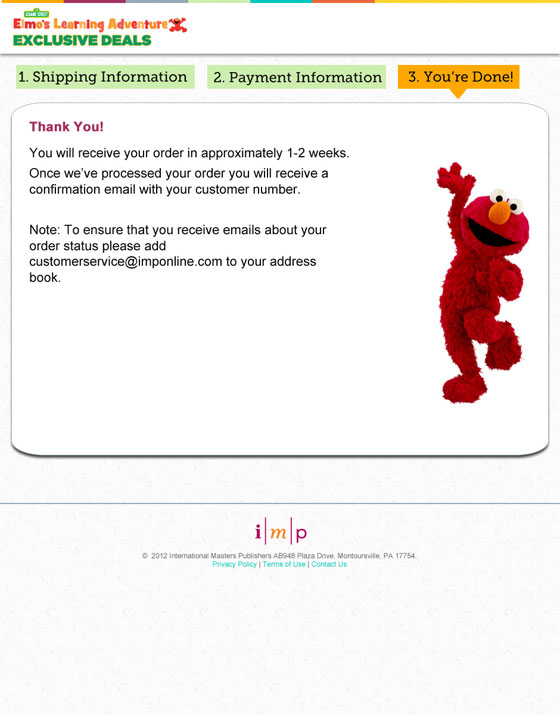 SESAME STREET
Elmo's Learning Adventure
EXCLUSIVE DEALS
1. Shipping Information
2. Payment Information
3. You're Done!
Thank You!
You will receive your order in approximately 1-2 weeks.
Once we've processed your order you will receive a
confirmation email with your customer number.
Note: To ensure that you receive emails about your
order status please add
customerservice@imponline.com to your address
book.
i|m|p
© 2012 International Masters Publishers AB948 Plaza Drive, Montoursville, PA 17754.
Privacy Policy | Terms of Use | Contact Us